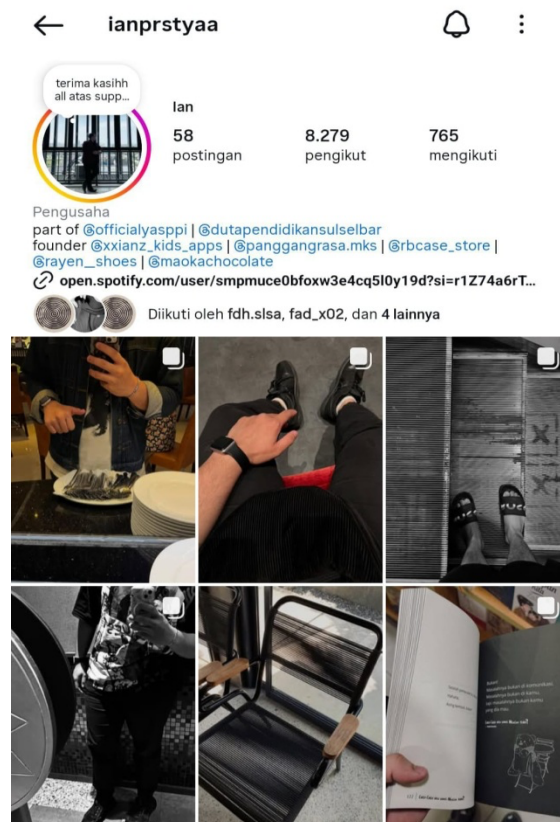 ianprstyaa
terima kasihh
all atas supp...
Ian
58
postingan
8.279
pengikut
765
mengikuti
Pengusaha
part of @officialyasppi | @dutapendidikansulselbar
founder @xxianz_kids_apps | @panggangrasa.mks | @rbcase_store |
@rayen__shoes | @maokachocolate
open.spotify.com/user/smpmuce0bfoxw3e4cq5l0y19d?si=r1Z74a6rT...
Diikuti oleh fdh.slsa, fad_x02, dan 4 lainnya